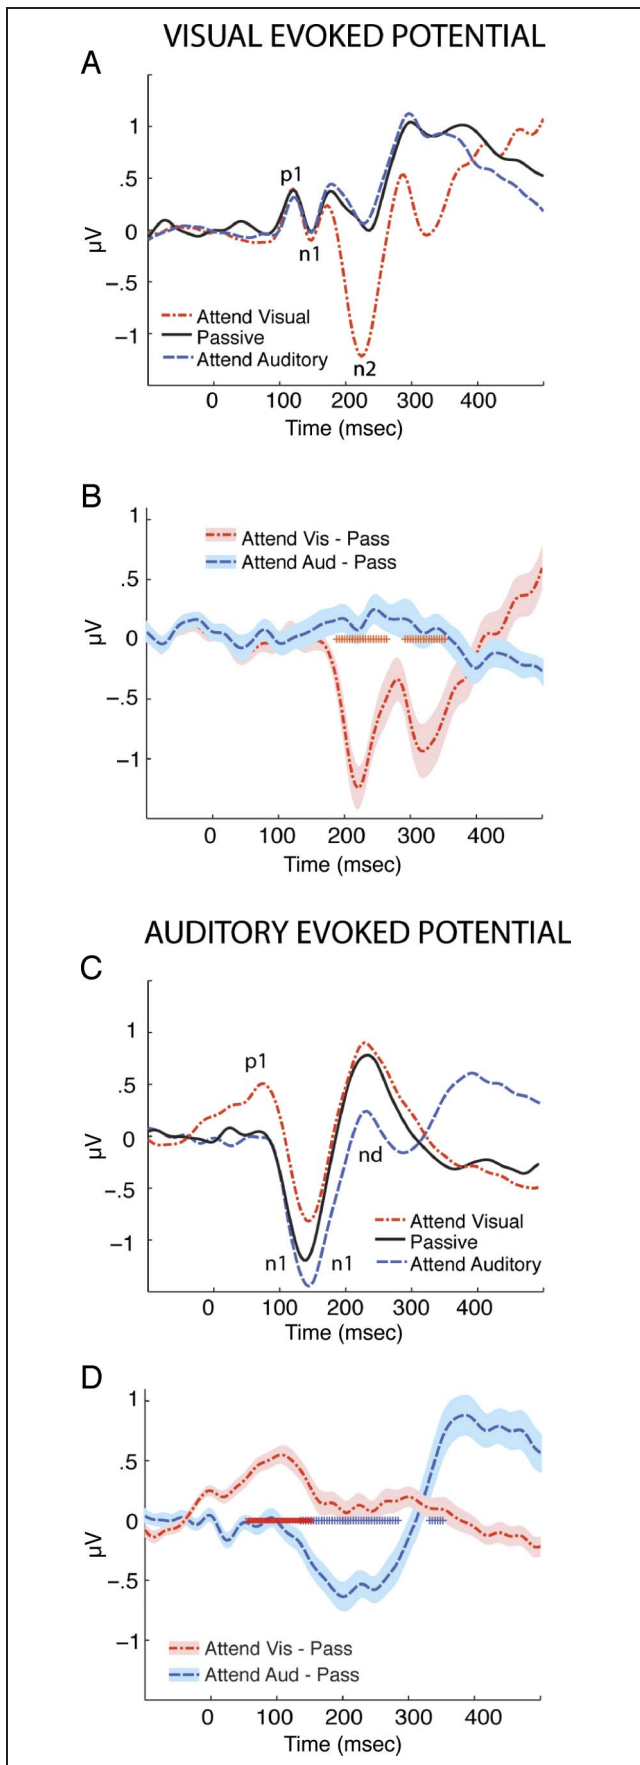 VISUAL EVOKED POTENTIAL
A
1
.5
0
−.5
−1
μV
p1
n1
n2
Attend Visual
Passive
Attend Auditory
0 100 200 300 400
Time (msec)
B
1
.5
0
−.5
−1
μV
Attend Vis - Pass
Attend Aud - Pass
0 100 200 300 400
Time (msec)
AUDITORY EVOKED POTENTIAL
C
1
.5
0
−.5
−1
μV
p1
nd
n1 n1
Attend Visual
Passive
Attend Auditory
0 100 200 300 400
Time (msec)
D
1
.5
0
−.5
−1
μV
Attend Vis - Pass
Attend Aud - Pass
0 100 200 300 400
Time (msec)